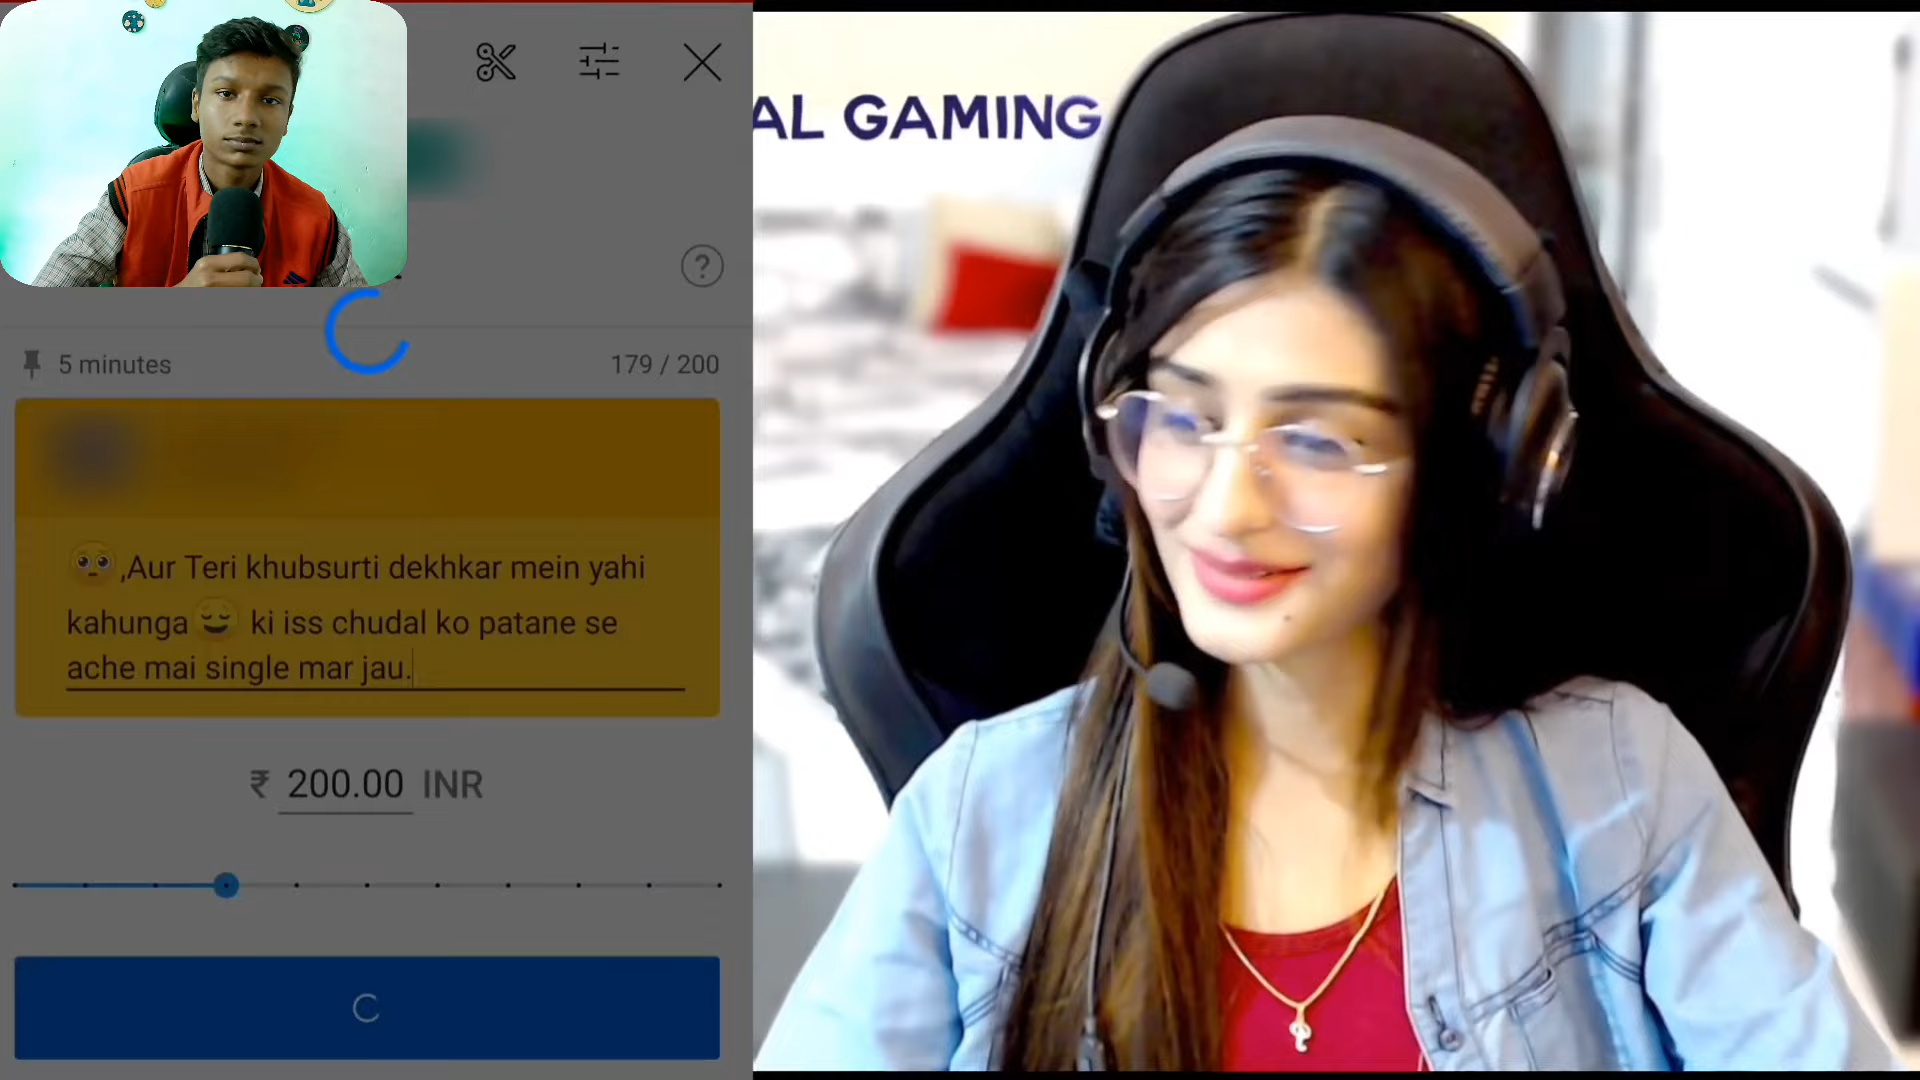 AL GAMING
5 minutes
179 / 200
🥺,Aur Teri khubsurti dekhkar mein yahi
kahunga😌 ki iss chudal ko patane se
ache mai single mar jau.
₹ 200.00 INR